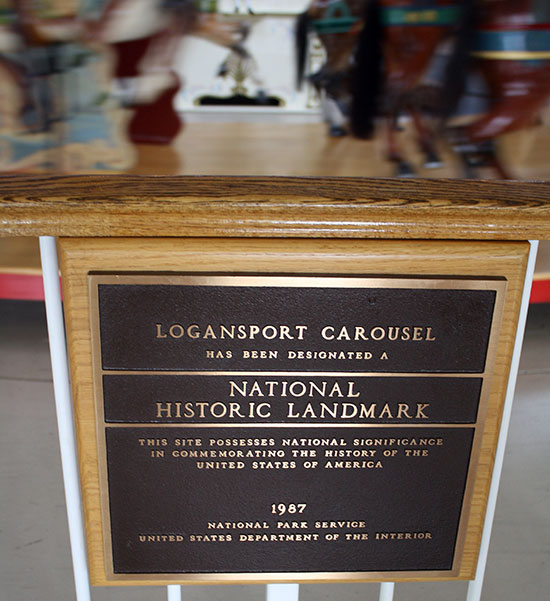 LOGANSPORT CAROUSEL
HAS BEEN DESIGNATED A
NATIONAL
HISTORIC LANDMARK
THIS SITE POSSESSES NATIONAL SIGNIFICANCE
IN COMMEMORATING THE HISTORY OF THE
UNITED STATES OF AMERICA
1987
NATIONAL PARK SERVICE
UNITED STATES DEPARTMENT OF THE INTERIOR